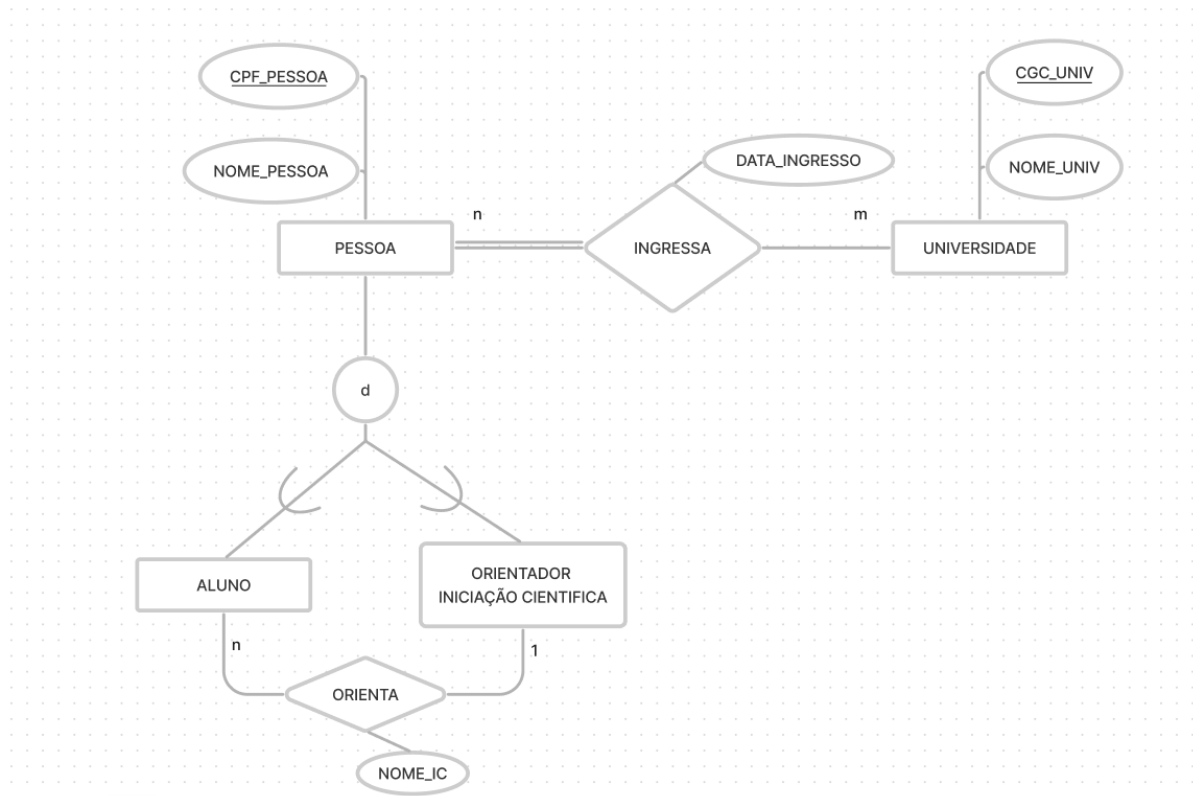 CPF_PESSOA
CGC_UNIV
NOME_PESSOA
DATA_INGRESSO
NOME_UNIV
n
m
PESSOA
INGRESSA
UNIVERSIDADE
d
ALUNO
ORIENTADOR
INICIAÇÃO CIENTIFICA
n
1
ORIENTA
NOME_IC